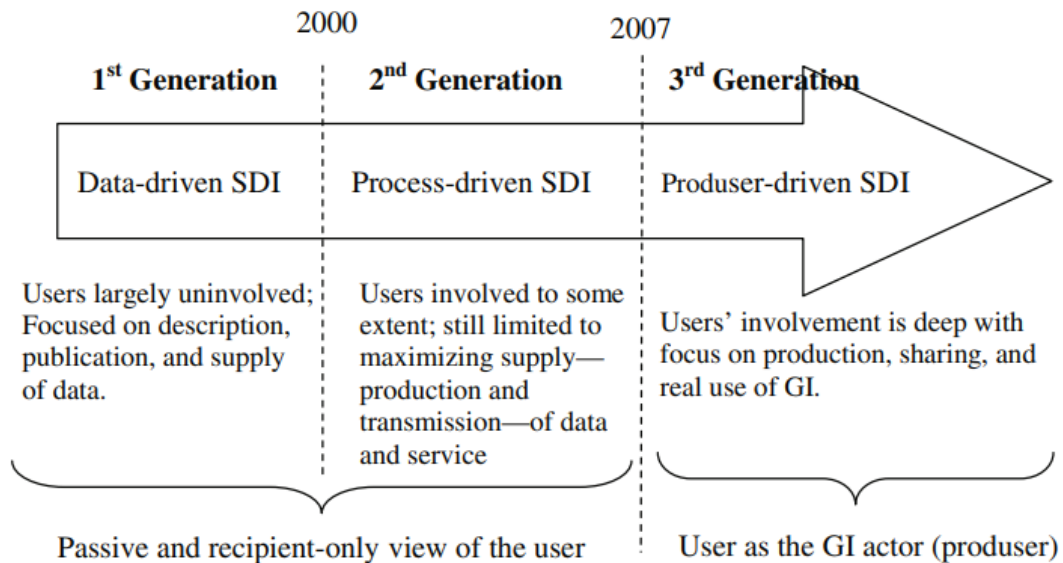 2000
2007
1st Generation
2nd Generation
3rd Generation
Data-driven SDI
Process-driven SDI
Produser-driven SDI
Users largely uninvolved;
Focused on description,
publication, and supply
of data.
Users involved to some
extent; still limited to
maximizing supply—
production and
transmission—of data
and service
Users’ involvement is deep with
focus on production, sharing, and
real use of GI.
Passive and recipient-only view of the user
User as the GI actor (produser)